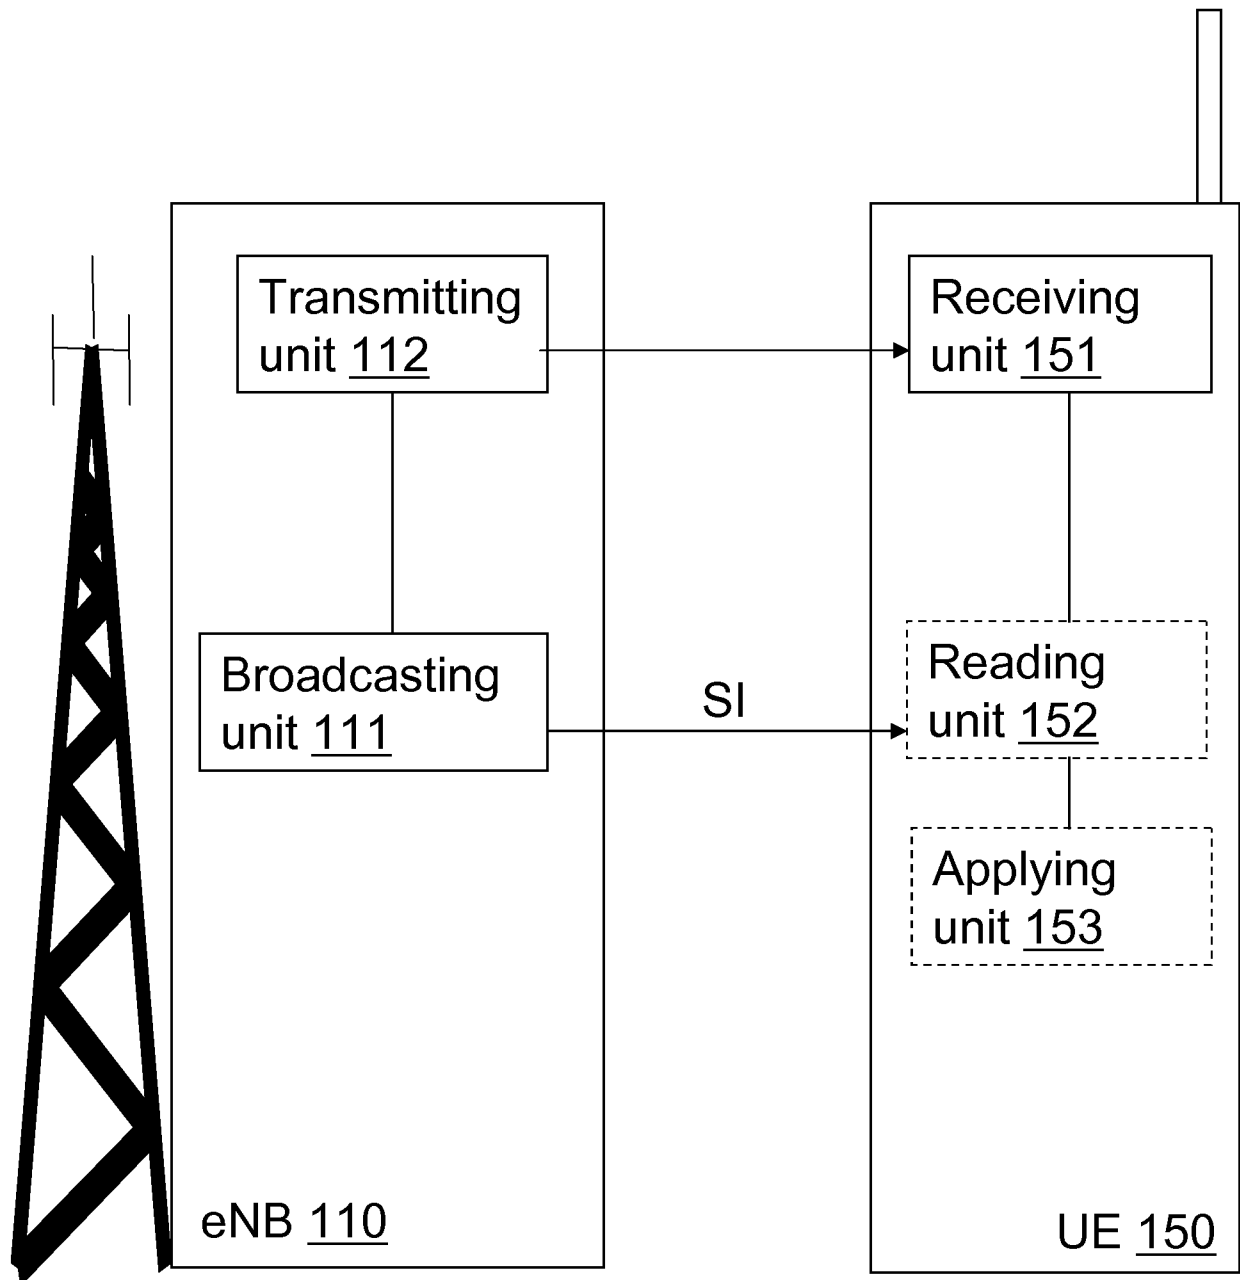 Transmitting
unit 112
Receiving
unit 151
Broadcasting
unit 111
SI
Reading
unit 152
Applying
unit 153
eNB 110
UE 150